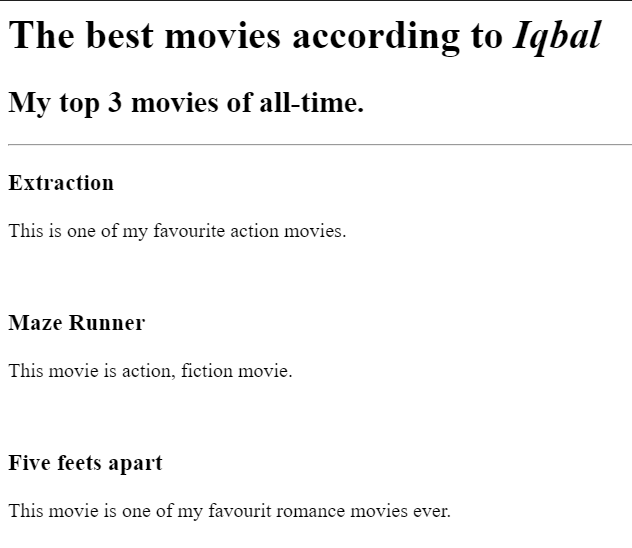 The best movies according to Iqbal
My top 3 movies of all-time.
Extraction
This is one of my favourite action movies.
Maze Runner
This movie is action, fiction movie.
Five feets apart
This movie is one of my favourit romance movies ever.